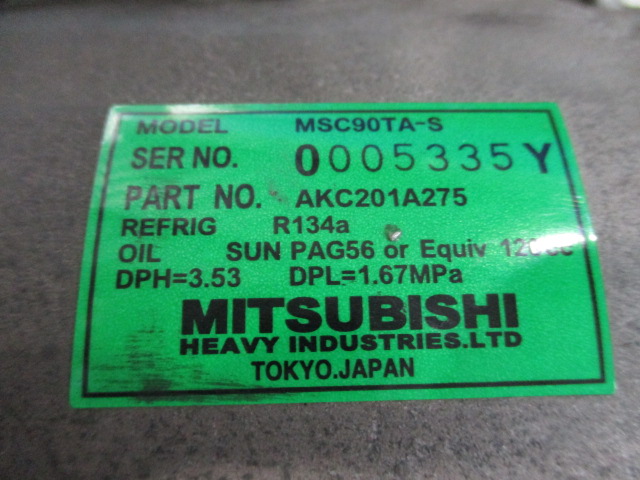 MODEL MSC90TA-S
SER NO. 0005335Y
PART NO. AKC201A275
REFRIG R134a
OIL SUN PAG56 or Equiv
DPH=3.53 DPL=1.67MPa
MITSUBISHI
HEAVY INDUSTRIES.LTD
TOKYO.JAPAN